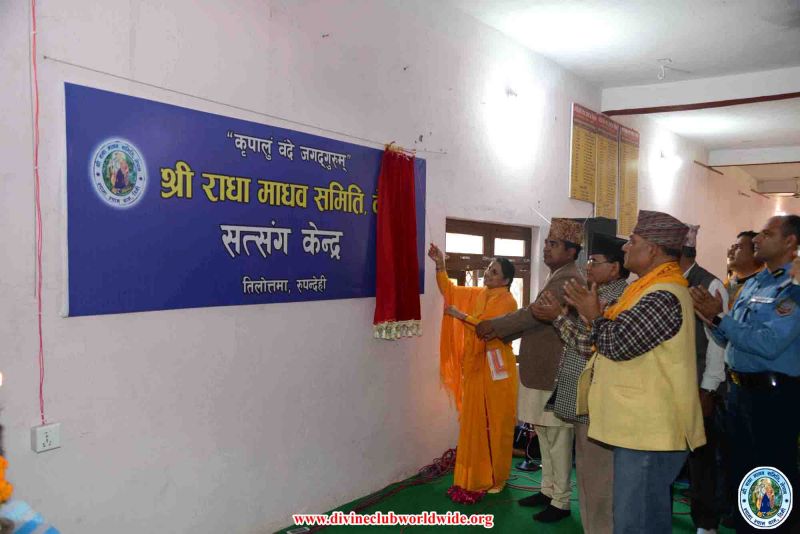 “कृपालुं वंदे जगद्गुरुम्”
श्री राधा माधव समिति,
सत्संग केन्द्र
तिलोत्तमा, रुपन्देही
www.divineclubworldwide.org